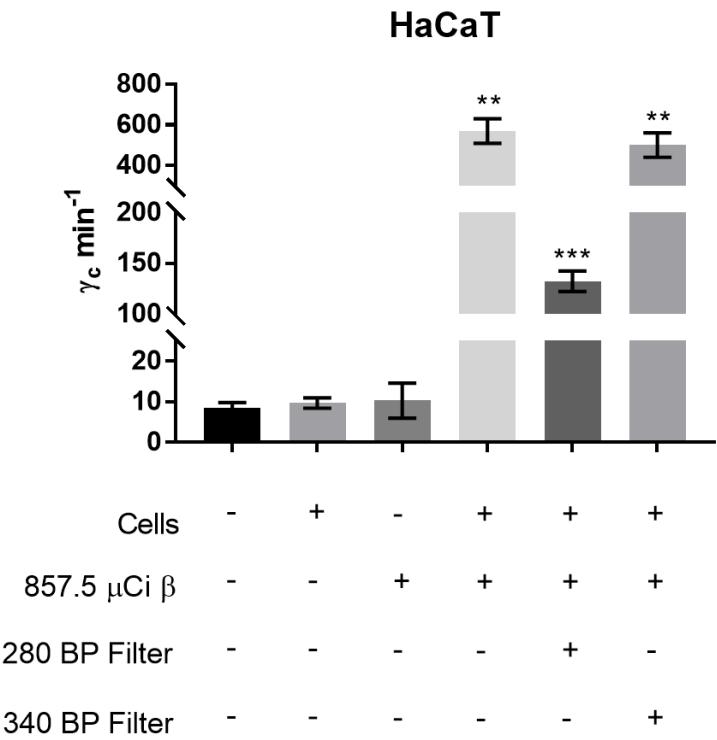 HaCaT
γc min-1
800
600
400
200
150
100
20
10
0
**
***
**
Cells - + - + + +
857.5 μCi β - - + + + +
280 BP Filter - - - - + -
340 BP Filter - - - - - +